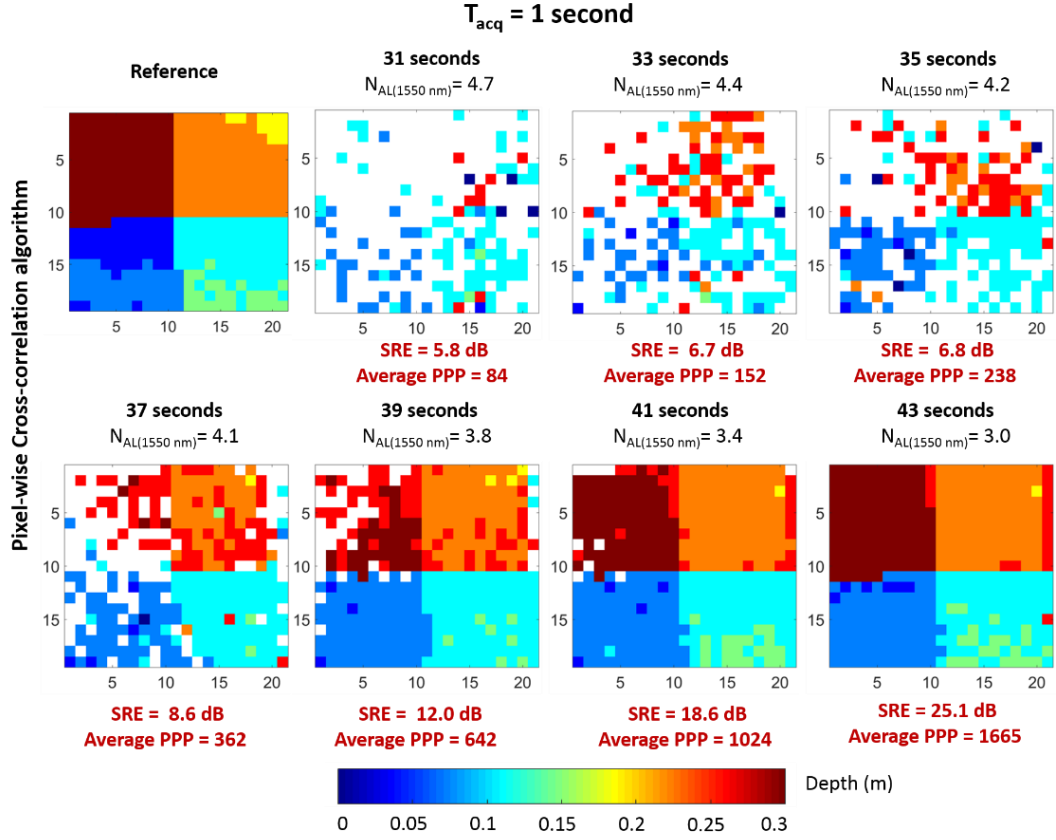 T_acq = 1 second
Pixel-wise Cross-correlation algorithm
Reference
5
10
15
5 10 15 20
31 seconds
N_AL(1550 nm)= 4.7
5
10
15
5 10 15 20
SRE = 5.8 dB
Average PPP = 84
33 seconds
N_AL(1550 nm)= 4.4
5
10
15
5 10 15 20
SRE = 6.7 dB
Average PPP = 152
35 seconds
N_AL(1550 nm)= 4.2
5
10
15
5 10 15 20
SRE = 6.8 dB
Average PPP = 238
37 seconds
N_AL(1550 nm)= 4.1
5
10
15
5 10 15 20
SRE = 8.6 dB
Average PPP = 362
39 seconds
N_AL(1550 nm)= 3.8
5
10
15
5 10 15 20
SRE = 12.0 dB
Average PPP = 642
41 seconds
N_AL(1550 nm)= 3.4
5
10
15
5 10 15 20
SRE = 18.6 dB
Average PPP = 1024
43 seconds
N_AL(1550 nm)= 3.0
5
10
15
5 10 15 20
SRE = 25.1 dB
Average PPP = 1665
Depth (m)
0 0.05 0.1 0.15 0.2 0.25 0.3